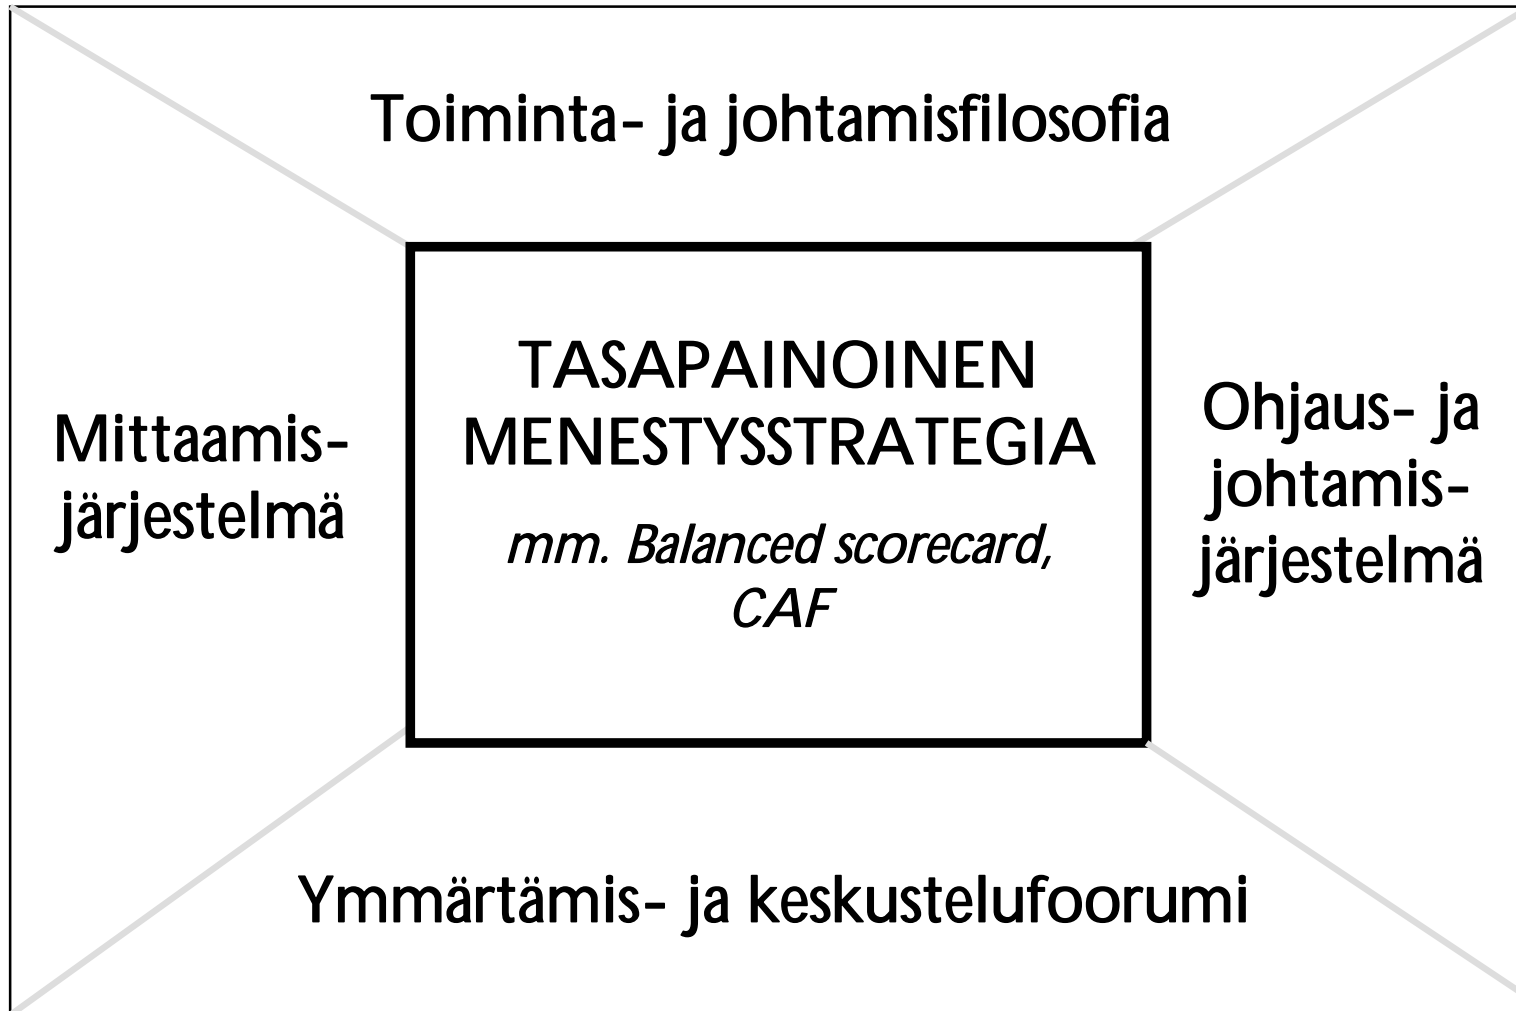 Toiminta- ja johtamisfilosofia
Mittaamis-
järjestelmä
TASAPAINOINEN
MENESTYSSTRATEGIA
mm. Balanced scorecard,
CAF
Ohjaus- ja
johtamis-
järjestelmä
Ymmärtämis- ja keskustelufoorumi